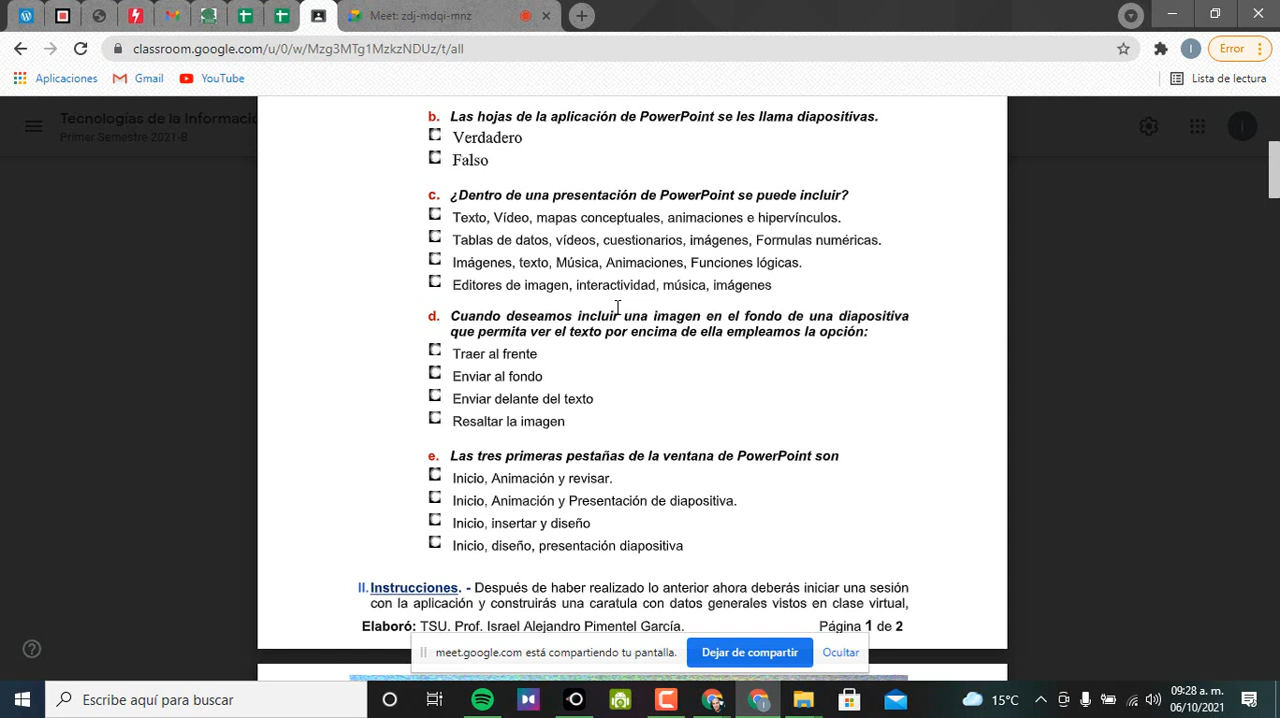 Meet: zdj-mdqi-mnz
classroom.google.com/u/0/w/Mzg3MTg1MzkzNDUz/t/all
Error
Aplicaciones
Gmail
YouTube
Lista de lectura
Tecnologías de la Informació
Primer Semestre 2021-B
b. Las hojas de la aplicación de PowerPoint se les llama diapositivas.
Verdadero
Falso
c. ¿Dentro de una presentación de PowerPoint se puede incluir?
Texto, Vídeo, mapas conceptuales, animaciones e hipervínculos.
Tablas de datos, vídeos, cuestionarios, imágenes, Formulas numéricas.
Imágenes, texto, Música, Animaciones, Funciones lógicas.
Editores de imagen, interactividad, música, imágenes
d. Cuando deseamos incluir una imagen en el fondo de una diapositiva
que permita ver el texto por encima de ella empleamos la opción:
Traer al frente
Enviar al fondo
Enviar delante del texto
Resaltar la imagen
e. Las tres primeras pestañas de la ventana de PowerPoint son
Inicio, Animación y revisar.
Inicio, Animación y Presentación de diapositiva.
Inicio, insertar y diseño
Inicio, diseño, presentación diapositiva
II. Instrucciones. - Después de haber realizado lo anterior ahora deberás iniciar una sesión
con la aplicación y construirás una caratula con datos generales vistos en clase virtual,
Elaboró: TSU. Prof. Israel Alejandro Pimentel García. Página 1 de 2
meet.google.com está compartiendo tu pantalla. Dejar de compartir Ocultar
Escribe aquí para buscar
15°C
08:28 a. m.
06/10/2021